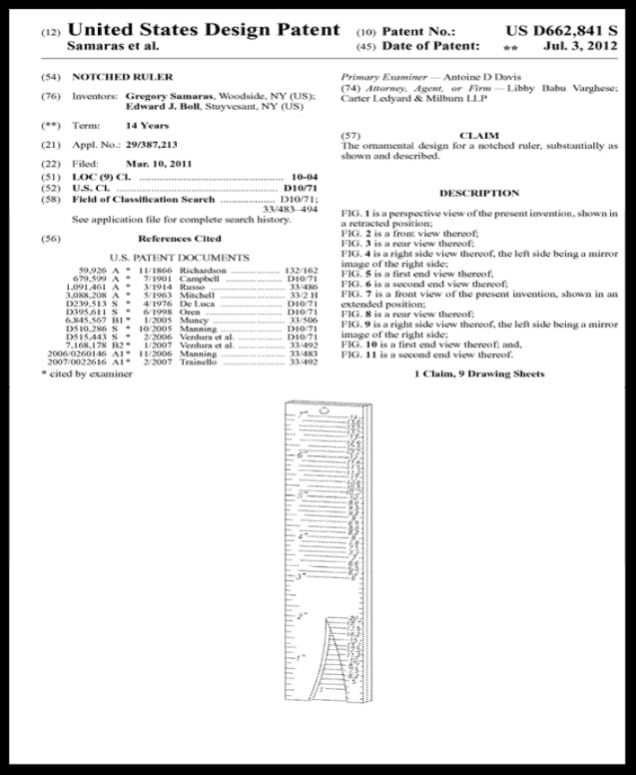 (12) United States Design Patent
Samaras et al.
(10) Patent No.: US D662,841 S
(45) Date of Patent: ** Jul. 3, 2012
(54) NOTCHED RULER
(76) Inventors: Gregory Samaras, Woodside, NY (US);
Edward J. Boll, Stuyvesant, NY (US)
(**) Term: 14 Years
(21) Appl. No.: 29/387,213
(22) Filed: Mar. 10, 2011
(51) LOC (9) Cl. 10-04
(52) U.S. Cl. D10/71
(58) Field of Classification Search D10/71;
33/483-494
See application file for complete search history.
(56) References Cited
U.S. PATENT DOCUMENTS
59,926 A * 11/1866 Richardson 132/162
679,599 A * 7/1901 Campbell D10/71
1,091,461 A * 3/1914 Russo 33/486
3,088,208 A * 5/1963 Mitchell 33/2 H
D239,513 S * 4/1976 De Luca D10/71
D395,611 S * 6/1998 Oren D10/71
6,845,567 B1 * 1/2005 Muncy 33/506
D510,286 S * 10/2005 Manning D10/71
D515,443 S * 2/2006 Verdura et al. D10/71
7,168,178 B2 * 1/2007 Verdura et al. 33/492
2006/0260146 A1 * 11/2006 Manning 33/483
2007/0022616 A1 * 2/2007 Trainello 33/492
* cited by examiner
Primary Examiner — Antoine D Davis
(74) Attorney, Agent, or Firm — Libby Babu Varghese;
Carter Ledyard & Milburn LLP
(57) CLAIM
The ornamental design for a notched ruler, substantially as
shown and described.
DESCRIPTION
FIG. 1 is a perspective view of the present invention, shown in
a retracted position;
FIG. 2 is a front view thereof;
FIG. 3 is a rear view thereof;
FIG. 4 is a right side view thereof, the left side being a mirror
image of the right side;
FIG. 5 is a first end view thereof,
FIG. 6 is a second end view thereof;
FIG. 7 is a front view of the present invention, shown in an
extended position;
FIG. 8 is a rear view thereof;
FIG. 9 is a right side view thereof, the left side being a mirror
image of the right side;
FIG. 10 is a first end view thereof; and,
FIG. 11 is a second end view thereof.
1 Claim, 9 Drawing Sheets
7"
6"
5"
4"
3"
2"
1"